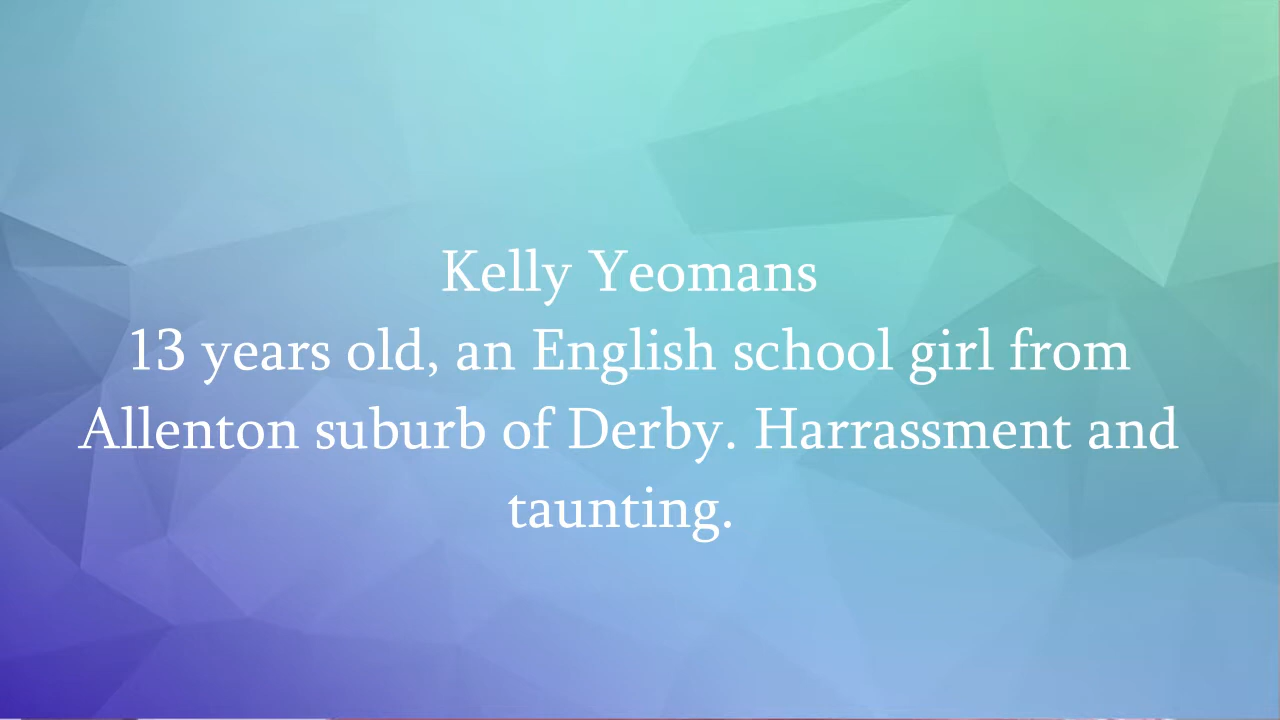 Kelly Yeomans
13 years old, an English school girl from
Allenton suburb of Derby. Harrassment and
taunting.